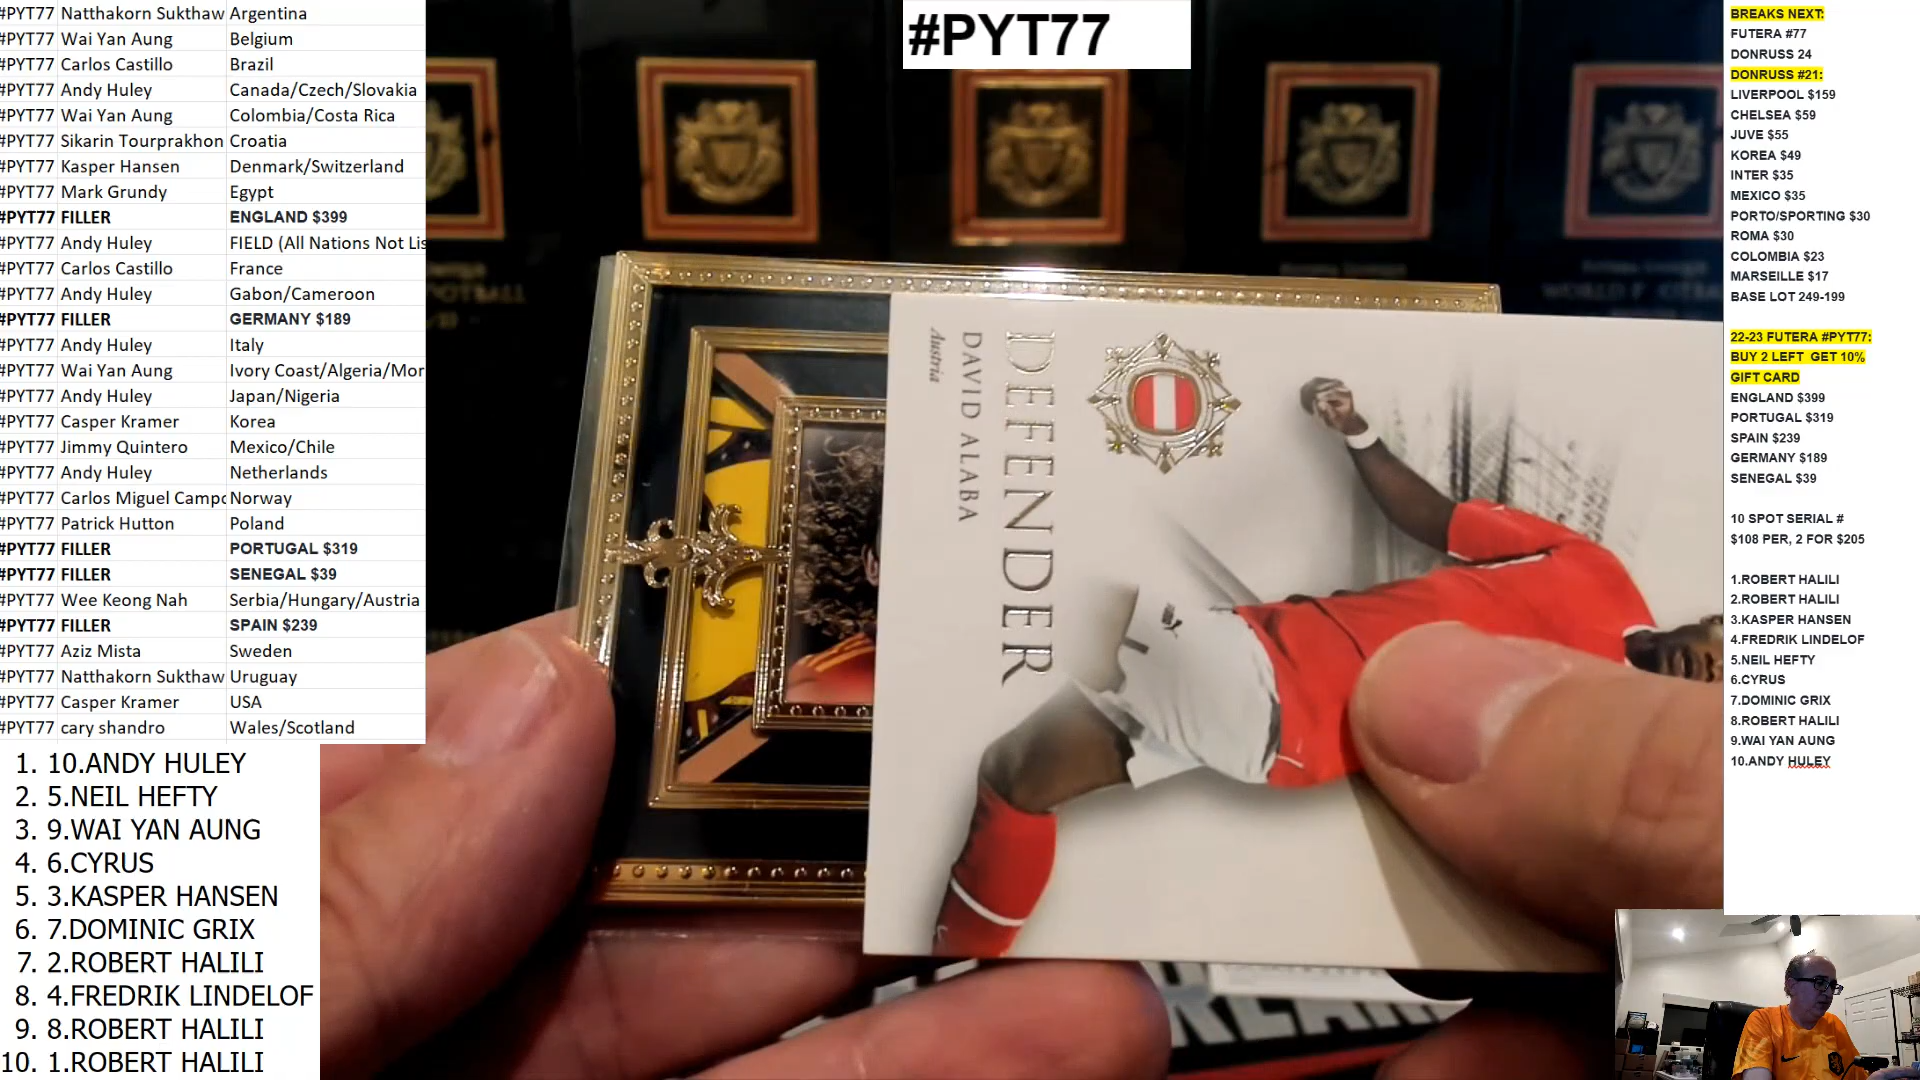 #PYT77 Natthakorn Sukthaw Argentina
#PYT77 Wai Yan Aung Belgium
#PYT77 Carlos Castillo Brazil
#PYT77 Andy Huley Canada/Czech/Slovakia
#PYT77 Wai Yan Aung Colombia/Costa Rica
#PYT77 Sikarin Tourprakhon Croatia
#PYT77 Kasper Hansen Denmark/Switzerland
#PYT77 Mark Grundy Egypt
#PYT77 FILLER ENGLAND $399
#PYT77 Andy Huley FIELD (All Nations Not Lis
#PYT77 Carlos Castillo France
#PYT77 Andy Huley Gabon/Cameroon
#PYT77 FILLER GERMANY $189
#PYT77 Andy Huley Italy
#PYT77 Wai Yan Aung Ivory Coast/Algeria/Mor
#PYT77 Andy Huley Japan/Nigeria
#PYT77 Casper Kramer Korea
#PYT77 Jimmy Quintero Mexico/Chile
#PYT77 Andy Huley Netherlands
#PYT77 Carlos Miguel Campo Norway
#PYT77 Patrick Hutton Poland
#PYT77 FILLER PORTUGAL $319
#PYT77 FILLER SENEGAL $39
#PYT77 Wee Keong Nah Serbia/Hungary/Austria
#PYT77 FILLER SPAIN $239
#PYT77 Aziz Mista Sweden
#PYT77 Natthakorn Sukthaw Uruguay
#PYT77 Casper Kramer USA
#PYT77 cary shandro Wales/Scotland
1. 10.ANDY HULEY
2. 5.NEIL HEFTY
3. 9.WAI YAN AUNG
4. 6.CYRUS
5. 3.KASPER HANSEN
6. 7.DOMINIC GRIX
7. 2.ROBERT HALILI
8. 4.FREDRIK LINDELOF
9. 8.ROBERT HALILI
10. 1.ROBERT HALILI
#PYT77
DEFENDER
DAVID ALABA
Austria
BREAKS NEXT:
FUTERA #77
DONRUSS 24
DONRUSS #21:
LIVERPOOL $159
CHELSEA $59
JUVE $55
KOREA $49
INTER $35
MEXICO $35
PORTO/SPORTING $30
ROMA $30
COLOMBIA $23
MARSEILLE $17
BASE LOT 249-199
22-23 FUTERA #PYT77:
BUY 2 LEFT GET 10%
GIFT CARD
ENGLAND $399
PORTUGAL $319
SPAIN $239
GERMANY $189
SENEGAL $39
10 SPOT SERIAL #
$108 PER, 2 FOR $205
1.ROBERT HALILI
2.ROBERT HALILI
3.KASPER HANSEN
4.FREDRIK LINDELOF
5.NEIL HEFTY
6.CYRUS
7.DOMINIC GRIX
8.ROBERT HALILI
9.WAI YAN AUNG
10.ANDY HULEY